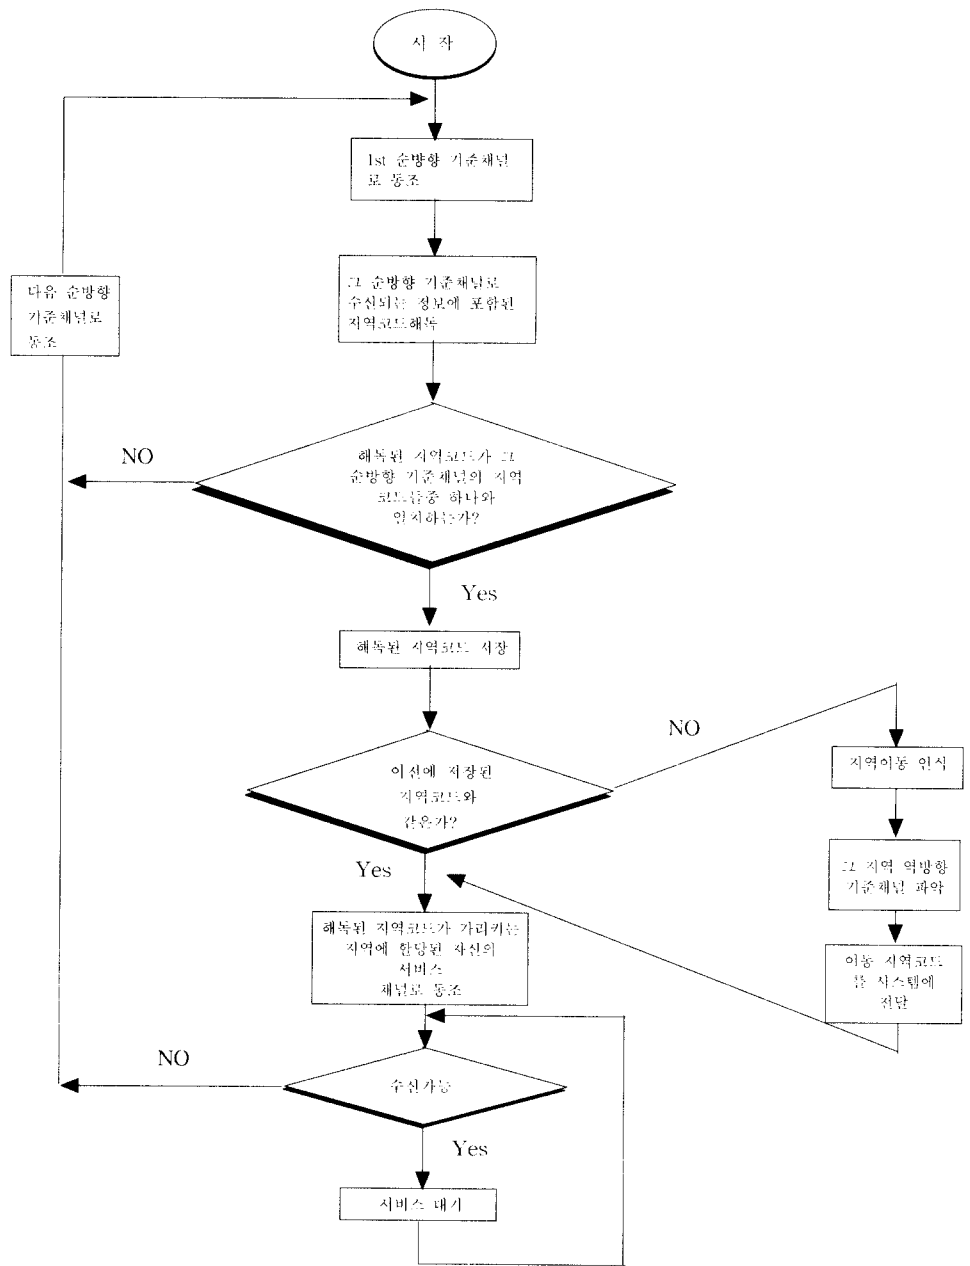 시 작
1st 순방향 기준채널
로 동조
그 순방향 기준채널로
수신되는 정보에 포함된
지역코드해독
다음 순방향
기준채널로
동조
해독된 지역코드가 그
순방향 기준채널의 지역
코드들중 하나와
일치하는가?
NO
Yes
해독된 지역코드 저장
이전에 저장된
지역코드와
같은가?
NO
지역이동 인식
그 지역 역방향
기준채널 파악
이동 지역코드
를 시스템에
전달
Yes
해독된 지역코드가 가리키는
지역에 할당된 자신의
서비스
채널로 동조
수신가능
NO
Yes
서비스 대기